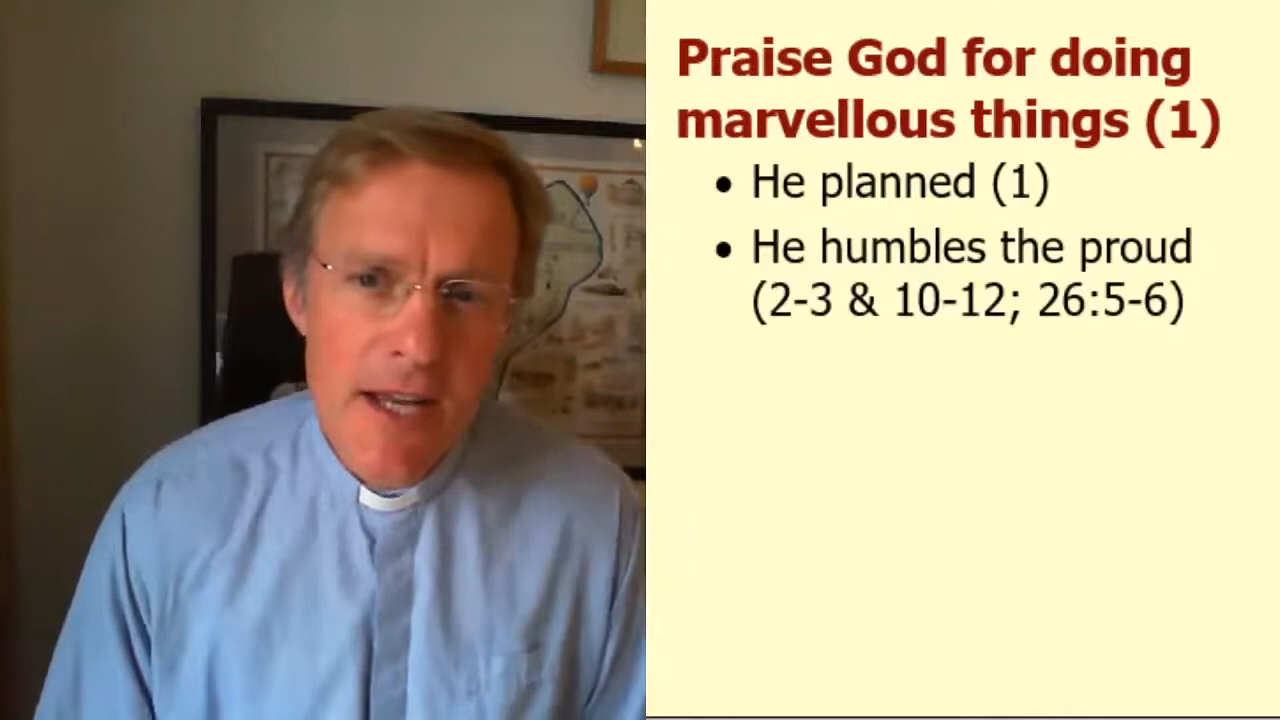 Praise God for doing
marvellous things (1)
• He planned (1)
• He humbles the proud
(2-3 & 10-12; 26:5-6)